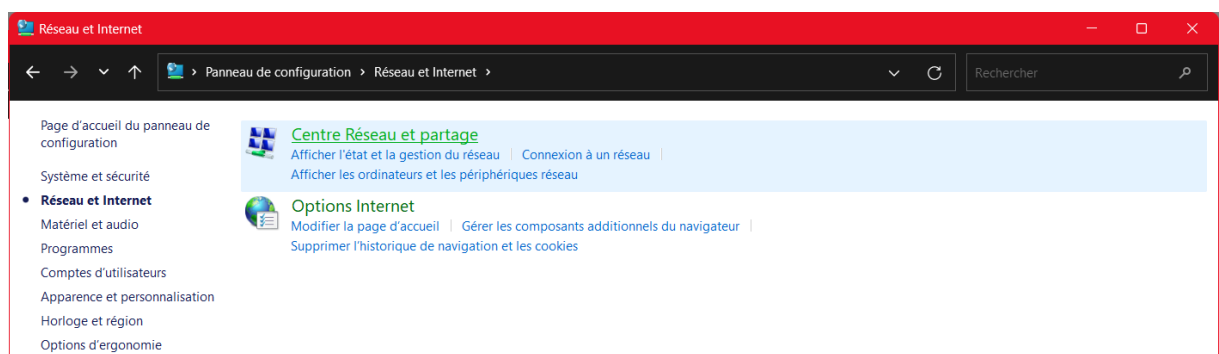 Réseau et Internet
Panneau de configuration > Réseau et Internet >
Rechercher
Page d'accueil du panneau de
configuration
Système et sécurité
Réseau et Internet
Matériel et audio
Programmes
Comptes d'utilisateurs
Apparence et personnalisation
Horloge et région
Options d'ergonomie
Centre Réseau et partage
Afficher l'état et la gestion du réseau | Connexion à un réseau |
Afficher les ordinateurs et les périphériques réseau
Options Internet
Modifier la page d'accueil | Gérer les composants additionnels du navigateur |
Supprimer l'historique de navigation et les cookies